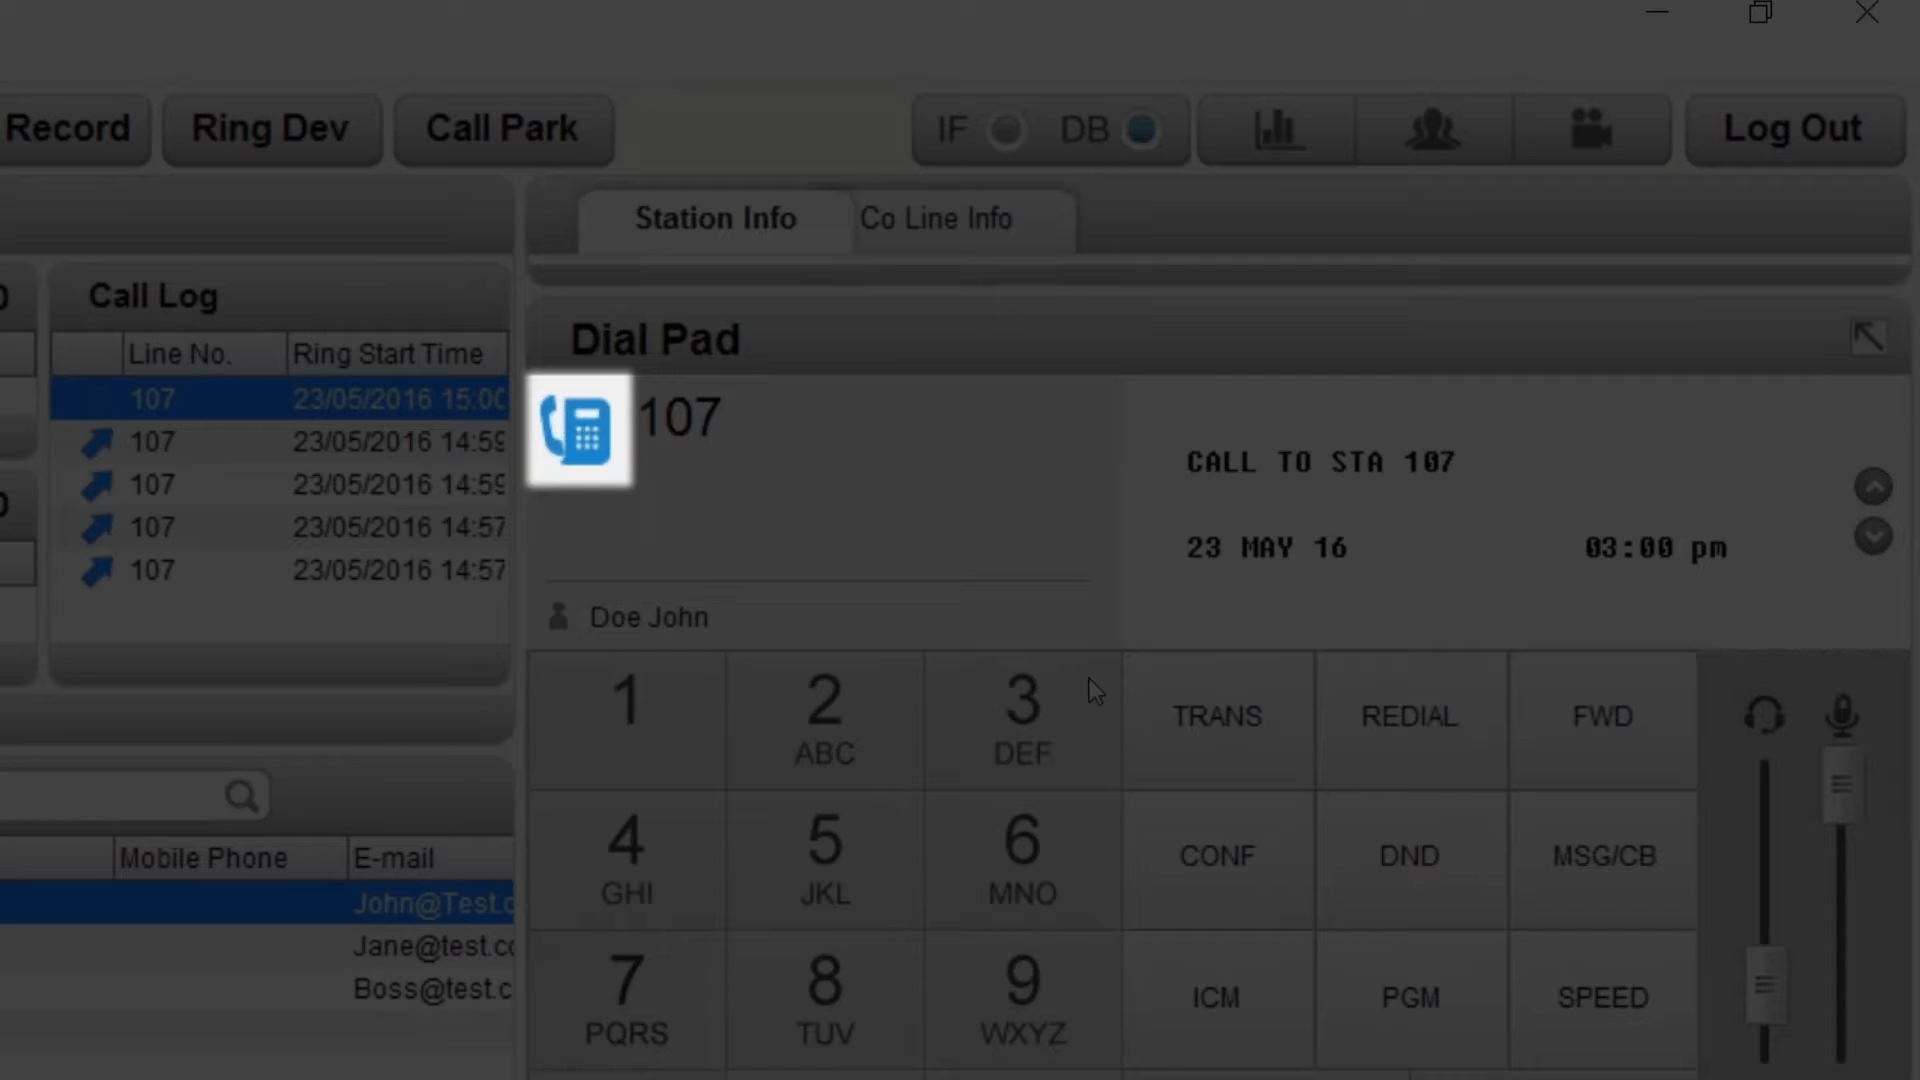 Record
Ring Dev
Call Park
IF
DB
Log Out
Station Info
Co Line Info
Call Log
Line No.
Ring Start Time
107
23/05/2016 15:00
107
23/05/2016 14:59
107
23/05/2016 14:59
107
23/05/2016 14:57
107
23/05/2016 14:57
Mobile Phone
E-mail
John@Test.c
Jane@test.co
Boss@test.c
Dial Pad
107
CALL TO STA 107
23 MAY 16
03:00 pm
Doe John
1
2
ABC
3
DEF
TRANS
REDIAL
FWD
4
GHI
5
JKL
6
MNO
CONF
DND
MSG/CB
7
PQRS
8
TUV
9
WXYZ
ICM
PGM
SPEED